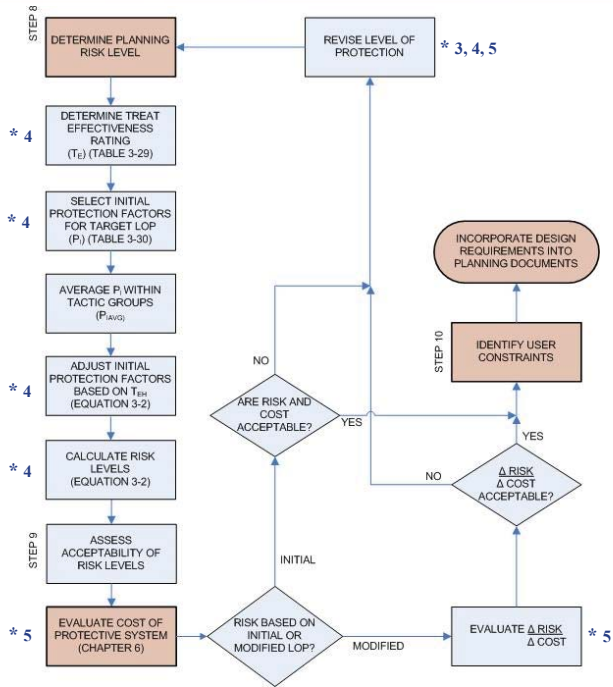 STEP 8
DETERMINE PLANNING
RISK LEVEL
REVISE LEVEL OF
PROTECTION
* 3, 4, 5
* 4
DETERMINE TREAT
EFFECTIVENESS
RATING
(TE) (TABLE 3-29)
* 4
SELECT INITIAL
PROTECTION FACTORS
FOR TARGET LOP
(PI) (TABLE 3-30)
AVERAGE PI WITHIN
TACTIC GROUPS
(PIAVG)
* 4
ADJUST INITIAL
PROTECTION FACTORS
BASED ON TEH
(EQUATION 3-2)
* 4
CALCULATE RISK
LEVELS
(EQUATION 3-2)
STEP 9
ASSESS
ACCEPTABILITY OF
RISK LEVELS
* 5
EVALUATE COST OF
PROTECTIVE SYSTEM
(CHAPTER 6)
RISK BASED ON
INITIAL OR
MODIFIED LOP?
INITIAL
MODIFIED
ARE RISK AND
COST
ACCEPTABLE?
NO
YES
EVALUATE Δ RISK
Δ COST
* 5
Δ RISK
Δ COST
ACCEPTABLE?
NO
YES
STEP 10
IDENTIFY USER
CONSTRAINTS
INCORPORATE DESIGN
REQUIREMENTS INTO
PLANNING DOCUMENTS